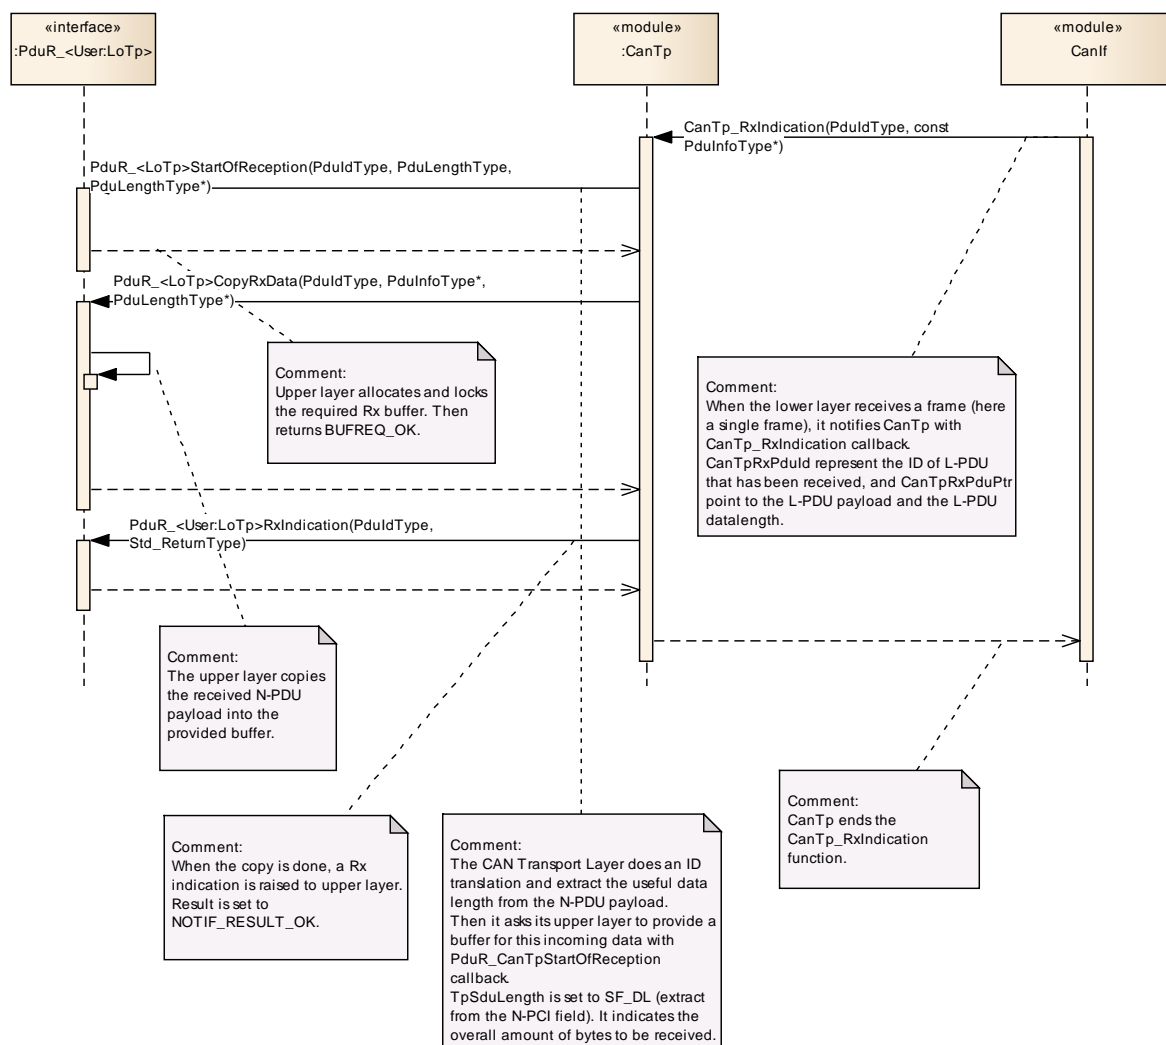 «interface»
:PduR_<User:LoTp>
«module»
:CanTp
«module»
CanIf
CanTp_RxIndication(PduIdType, const
PduInfoType*)
PduR_<LoTp>StartOfReception(PduIdType, PduLengthType,
PduLengthType*)
PduR_<LoTp>CopyRxData(PduIdType, PduInfoType*,
PduLengthType*)
Comment:
Upper layer allocates and locks
the required Rx buffer. Then
returns BUFREQ_OK.
Comment:
When the lower layer receives a frame (here
a single frame), it notifies CanTp with
CanTp_RxIndication callback.
CanTpRxPduId represent the ID of L-PDU
that has been received, and CanTpRxPduPtr
point to the L-PDU payload and the L-PDU
datalength.
PduR_<User:LoTp>RxIndication(PduIdType,
Std_ReturnType)
Comment:
The upper layer copies
the received N-PDU
payload into the
provided buffer.
Comment:
CanTp ends the
CanTp_RxIndication
function.
Comment:
When the copy is done, a Rx
indication is raised to upper layer.
Result is set to
NOTIF_RESULT_OK.
Comment:
The CAN Transport Layer does an ID
translation and extract the useful data
length from the N-PDU payload.
Then it asks its upper layer to provide a
buffer for this incoming data with
PduR_CanTpStartOfReception
callback.
TpSduLength is set to SF_DL (extract
from the N-PCI field). It indicates the
overall amount of bytes to be received.